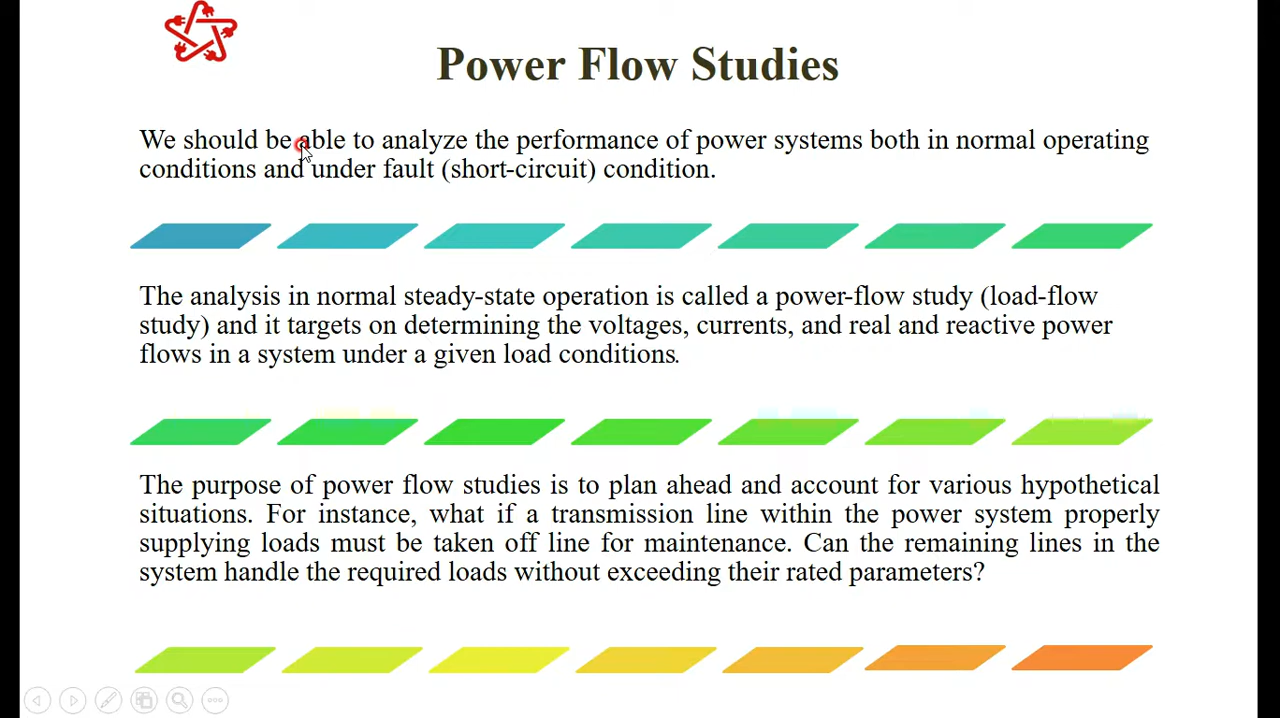 Power Flow Studies
We should be able to analyze the performance of power systems both in normal operating
conditions and under fault (short-circuit) condition.
The analysis in normal steady-state operation is called a power-flow study (load-flow
study) and it targets on determining the voltages, currents, and real and reactive power
flows in a system under a given load conditions.
The purpose of power flow studies is to plan ahead and account for various hypothetical
situations. For instance, what if a transmission line within the power system properly
supplying loads must be taken off line for maintenance. Can the remaining lines in the
system handle the required loads without exceeding their rated parameters?